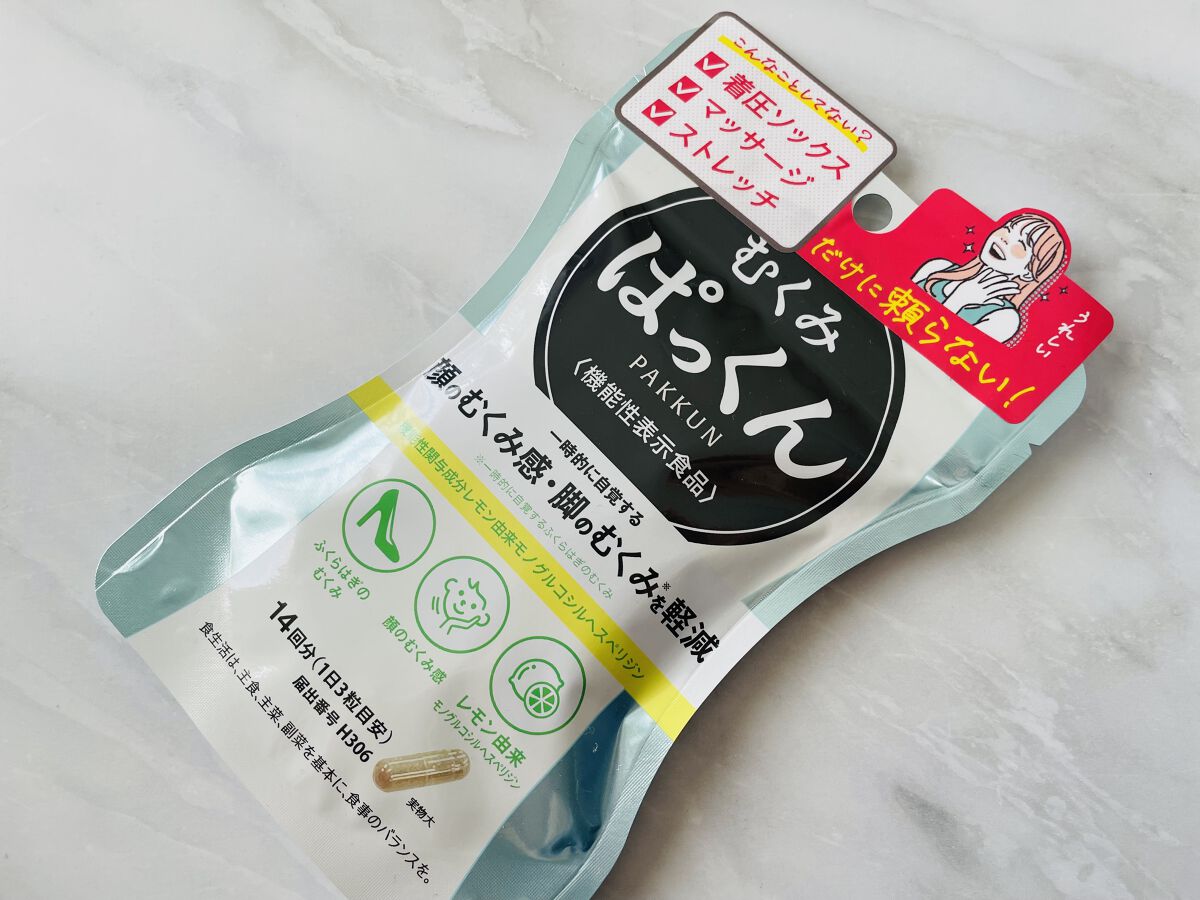 こんなことしてない?
着圧ソックス
マッサージ
ストレッチ
だけに頼らない!
うれしい
むくみ
ぱっくん
PAKKUN
〈機能性表示食品〉
一時的に自覚する
顔のむくみ感・脚のむくみ※を軽減
※一時的に自覚するふくらはぎのむくみ
機能性関与成分レモン由来モノグルコシルヘスペリジン
ふくらはぎの
むくみ
顔のむくみ感
レモン由来
モノグルコシルヘスペリジン
14回分(1日3粒目安)
届出番号 H306
実物大
食生活は、主食、主菜、副菜を基本に、食事のバランスを。